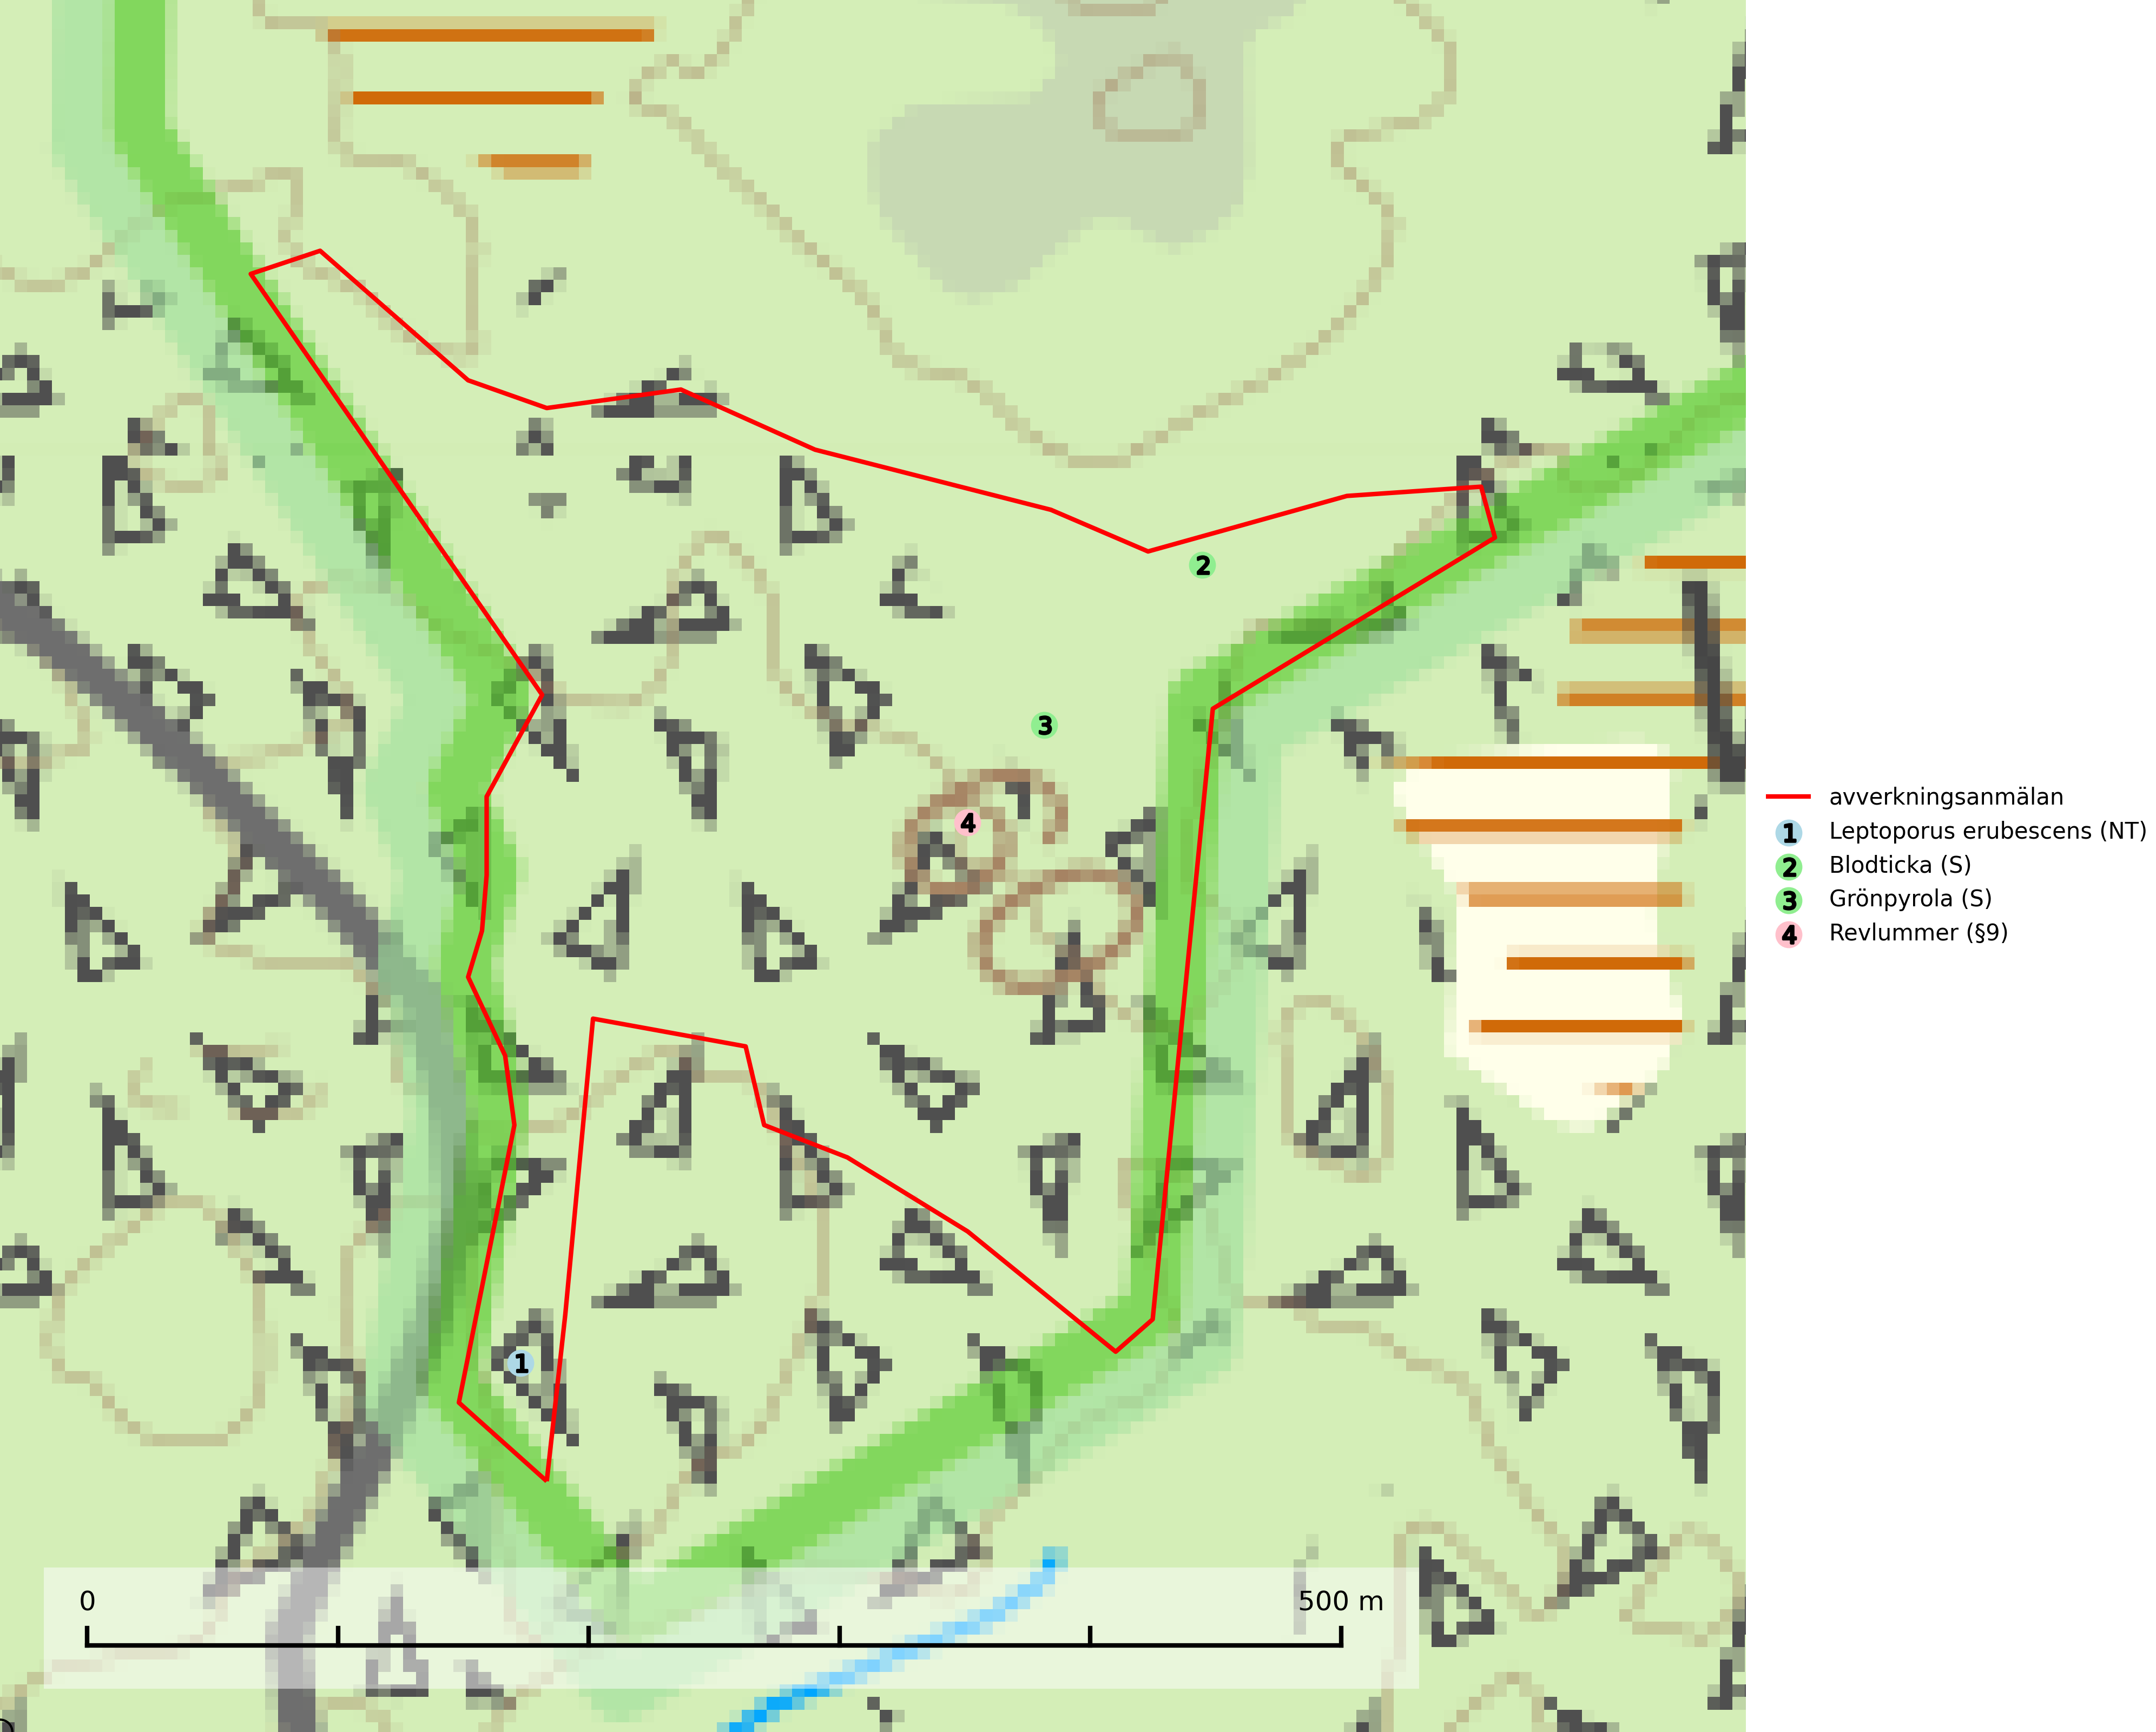 2
3
4
1
0
500 m
avverkningsanmälan
1 Leptoporus erubescens (NT)
2 Blodticka (S)
3 Grönpyrola (S)
4 Revlummer (§9)